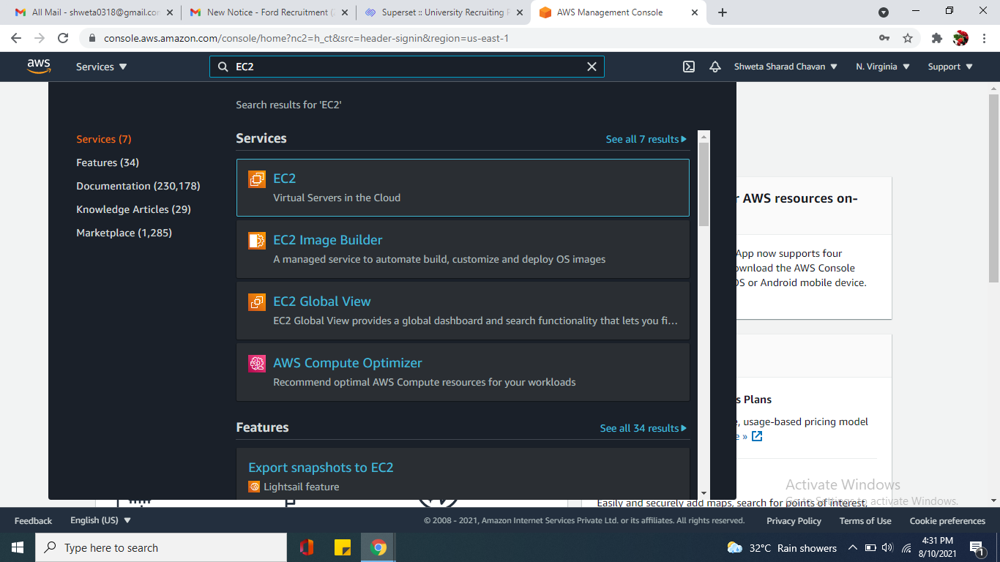 All Mail - shweta0318@gmail.co
New Notice - Ford Recruitment (
Superset :: University Recruiting
AWS Management Console
console.aws.amazon.com/console/home?nc2=h_ct&src=header-signin&region=us-east-1
aws
Services
EC2
Shweta Sharad Chavan
N. Virginia
Support
Search results for 'EC2'
Services (7)
Features (34)
Documentation (230,178)
Knowledge Articles (29)
Marketplace (1,285)
Services
See all 7 results
EC2
Virtual Servers in the Cloud
EC2 Image Builder
A managed service to automate build, customize and deploy OS images
EC2 Global View
EC2 Global View provides a global dashboard and search functionality that lets you fi...
AWS Compute Optimizer
Recommend optimal AWS Compute resources for your workloads
Features
See all 34 results
Export snapshots to EC2
Lightsail feature
r AWS resources on-
App now supports four
ownload the AWS Console
OS or Android mobile device.
s Plans
, usage-based pricing model
e »
Easily and securely add maps, search for points of interest,
Activate Windows
Go to Settings to activate Windows.
Feedback
English (US)
© 2008 - 2021, Amazon Internet Services Private Ltd. or its affiliates. All rights reserved.
Privacy Policy
Terms of Use
Cookie preferences
Type here to search
32°C Rain showers
4:31 PM
8/10/2021
1